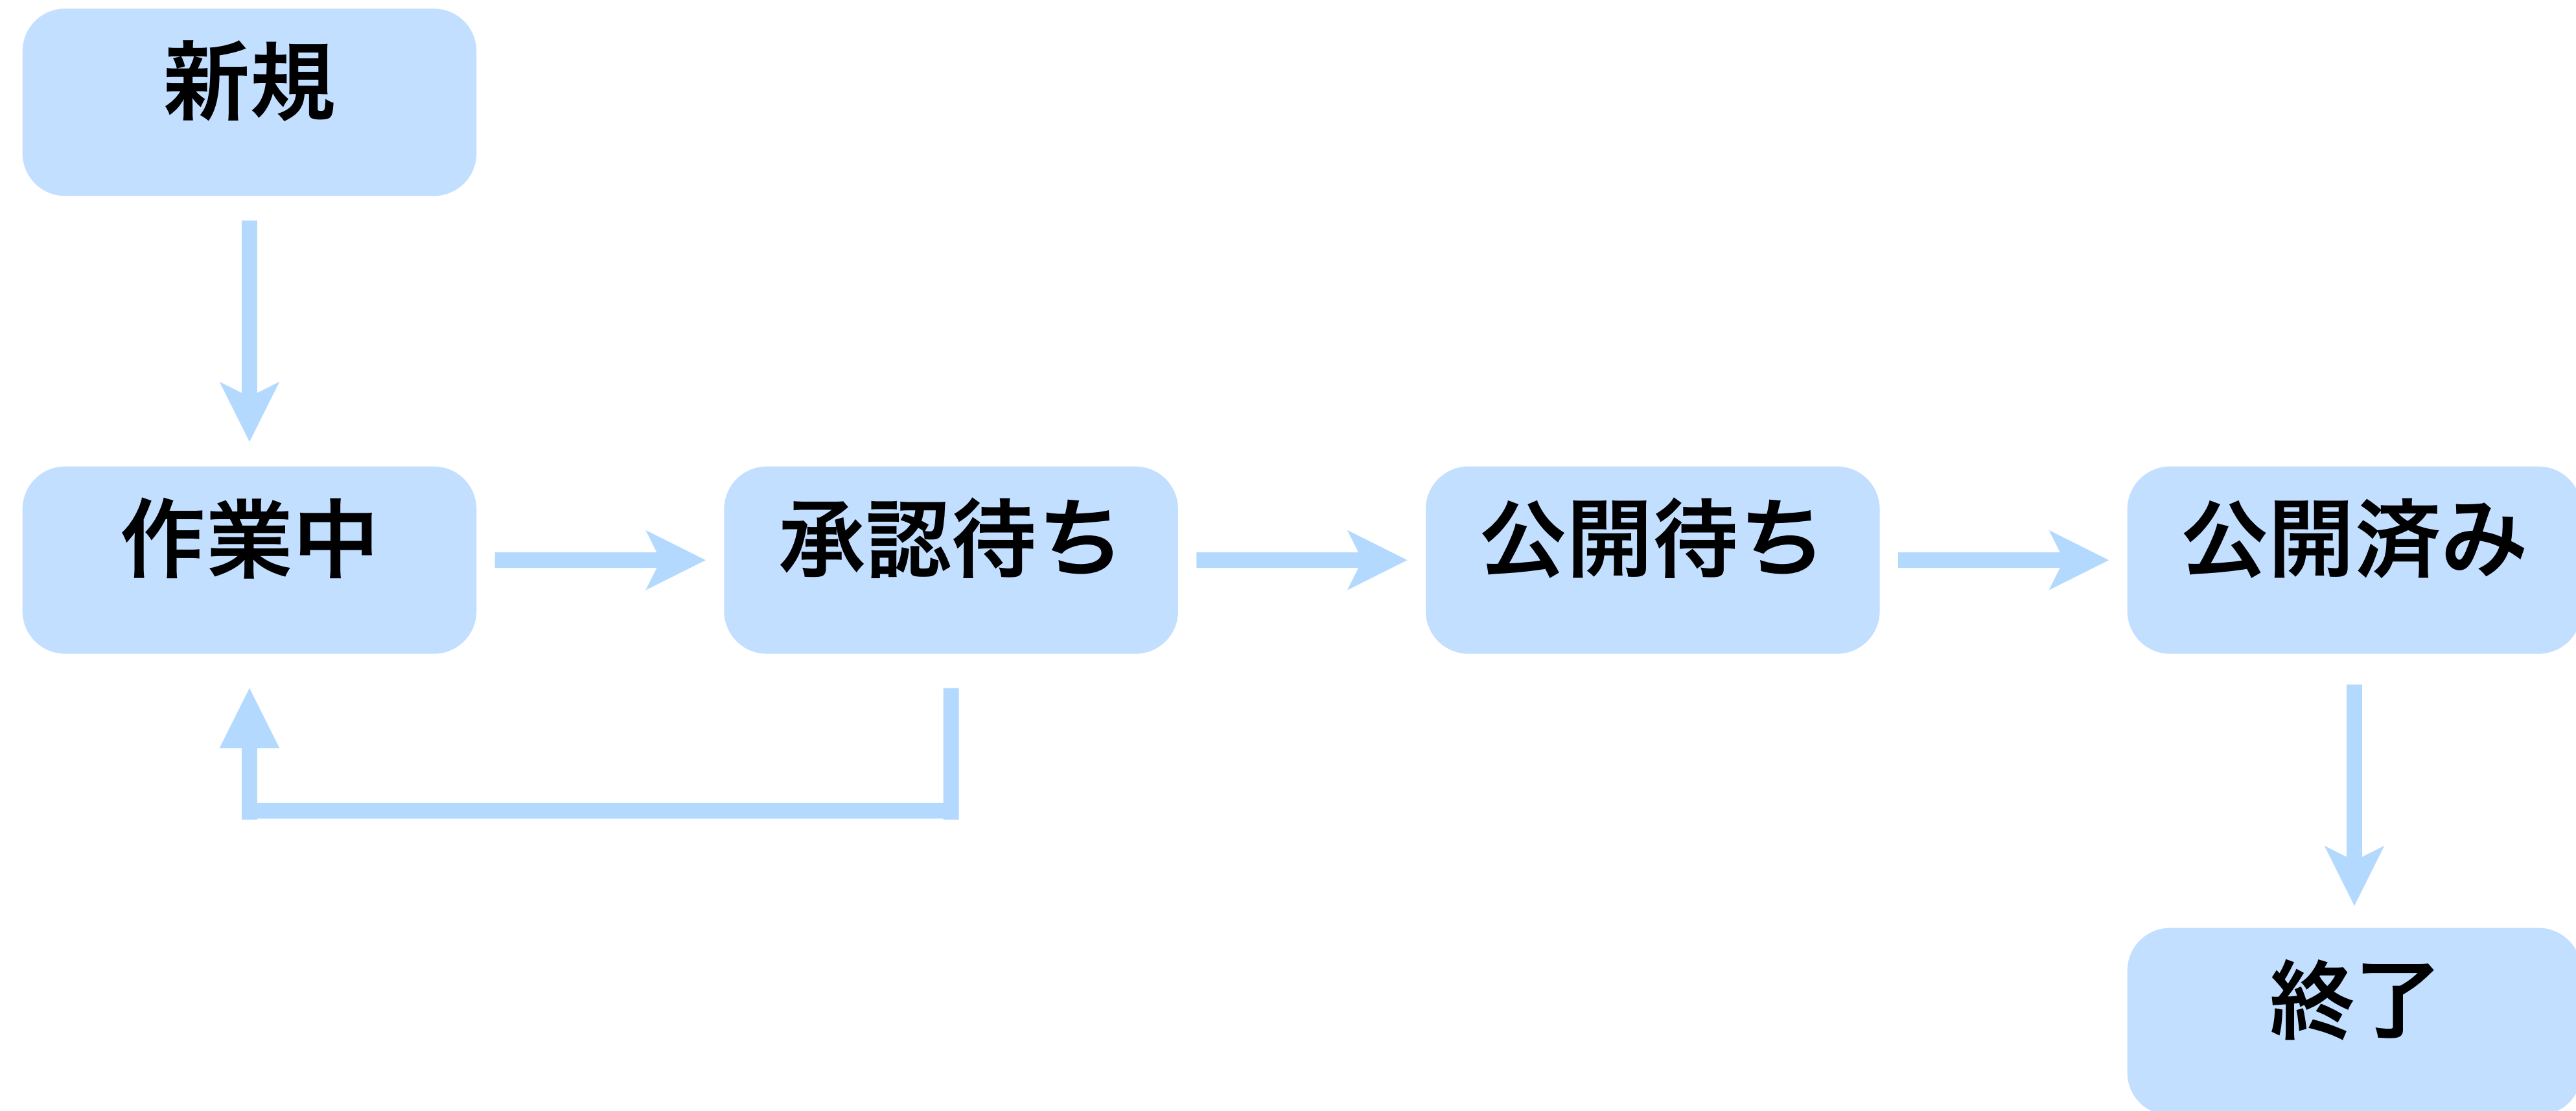 新規
作業中
承認待ち
公開待ち
公開済み
終了